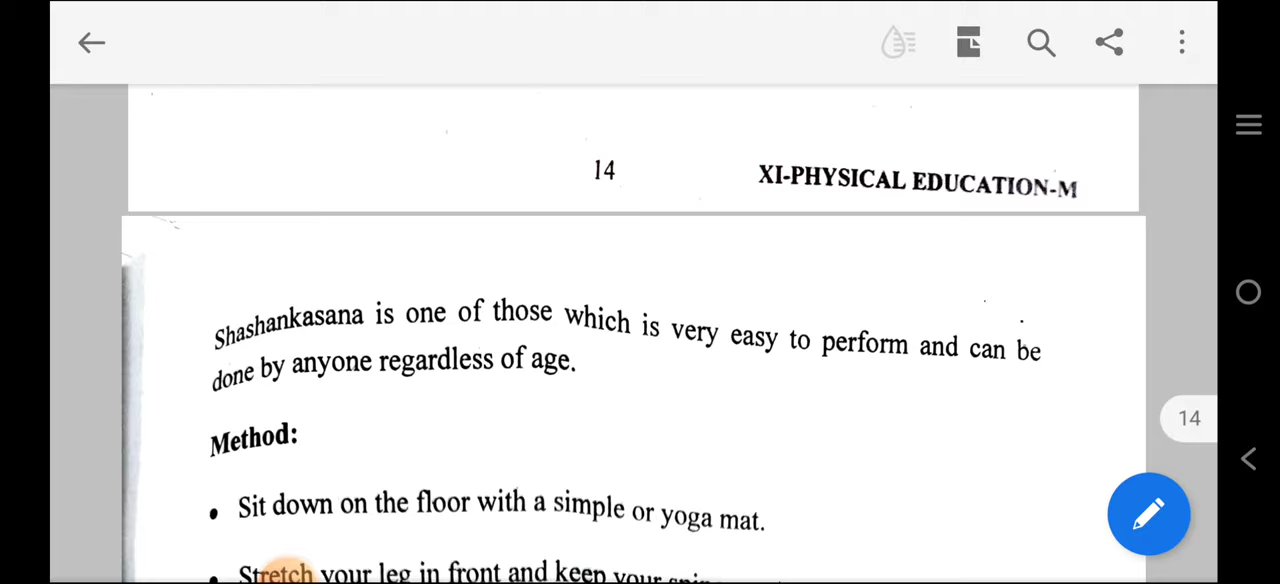 14
XI-PHYSICAL EDUCATION-M
Shashankasana is one of those which is very easy to perform and can be
done by anyone regardless of age.
Method:
• Sit down on the floor with a simple or yoga mat.
• Stretch your leg in front and keep your
14